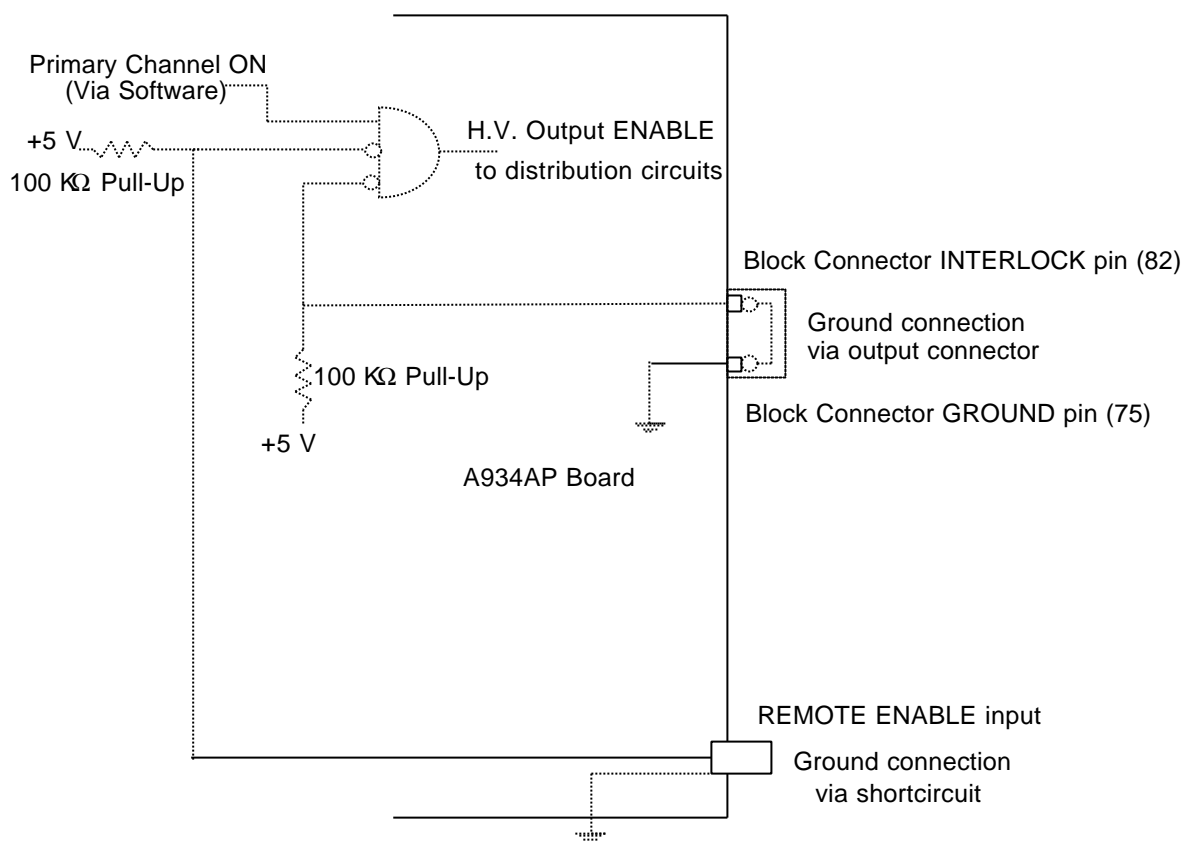 Primary Channel ON
(Via Software)
+5 V
100 KΩ Pull-Up
H.V. Output ENABLE
to distribution circuits
Block Connector INTERLOCK pin (82)
Ground connection
via output connector
100 KΩ Pull-Up
+5 V
Block Connector GROUND pin (75)
A934AP Board
REMOTE ENABLE input
Ground connection
via shortcircuit